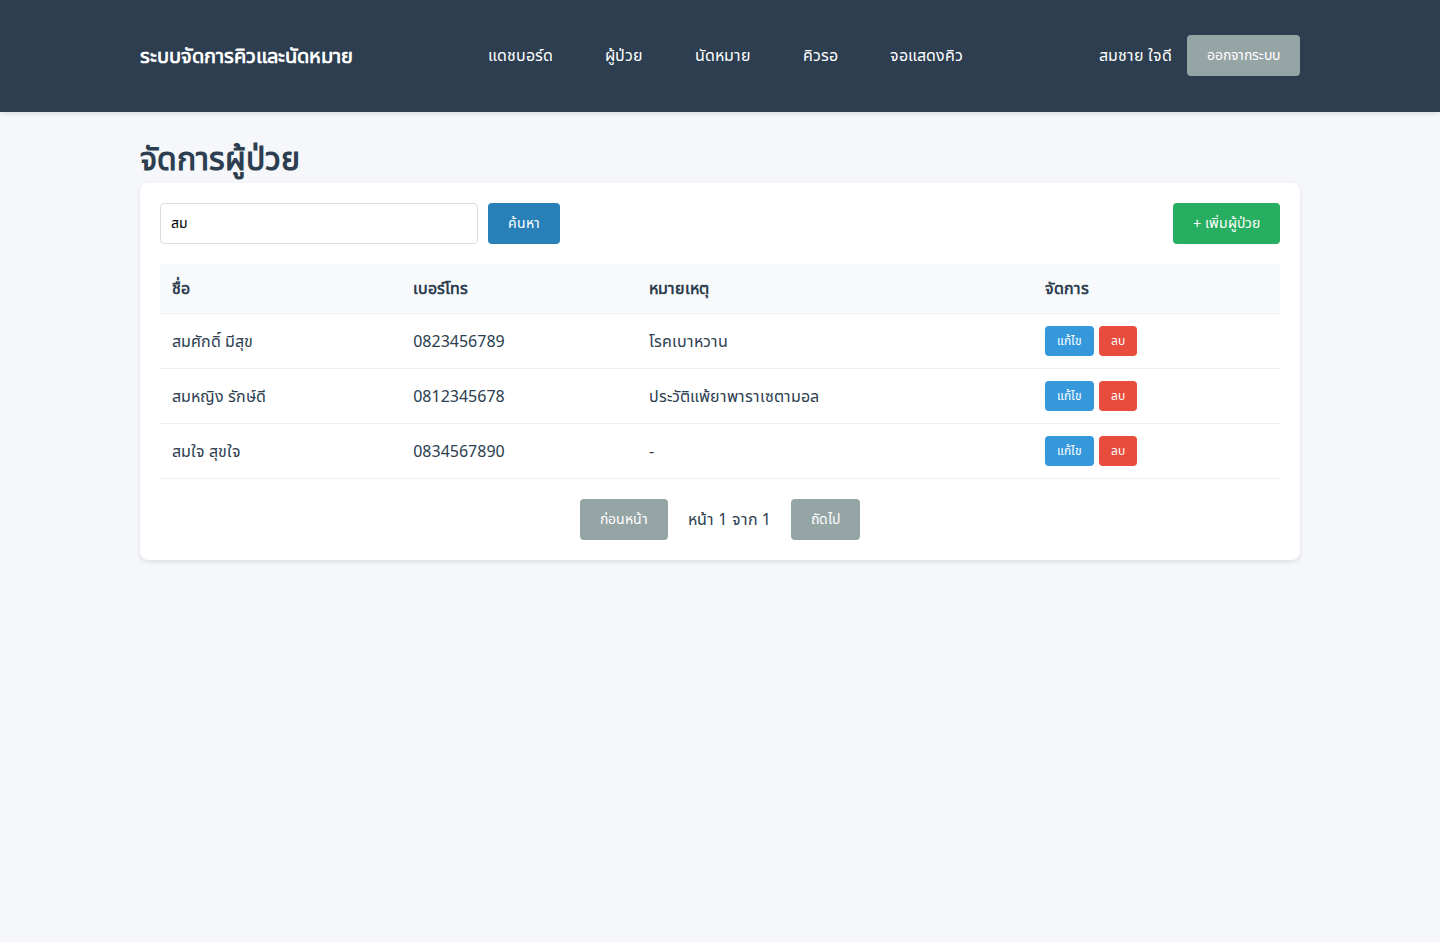 ระบบจัดการคิวและนัดหมาย แดชบอร์ด ผู้ป่วย นัดหมาย คิวรอ จอแสดงคิว สมชาย ใจดี ออกจากระบบ
จัดการผู้ป่วย
สม ค้นหา + เพิ่มผู้ป่วย
ชื่อ เบอร์โทร หมายเหตุ จัดการ
สมศักดิ์ มีสุข 0823456789 โรคเบาหวาน แก้ไข ลบ
สมหญิง รักษ์ดี 0812345678 ประวัติแพ้ยาพาราเซตามอล แก้ไข ลบ
สมใจ สุขใจ 0834567890 - แก้ไข ลบ
ก่อนหน้า หน้า 1 จาก 1 ถัดไป